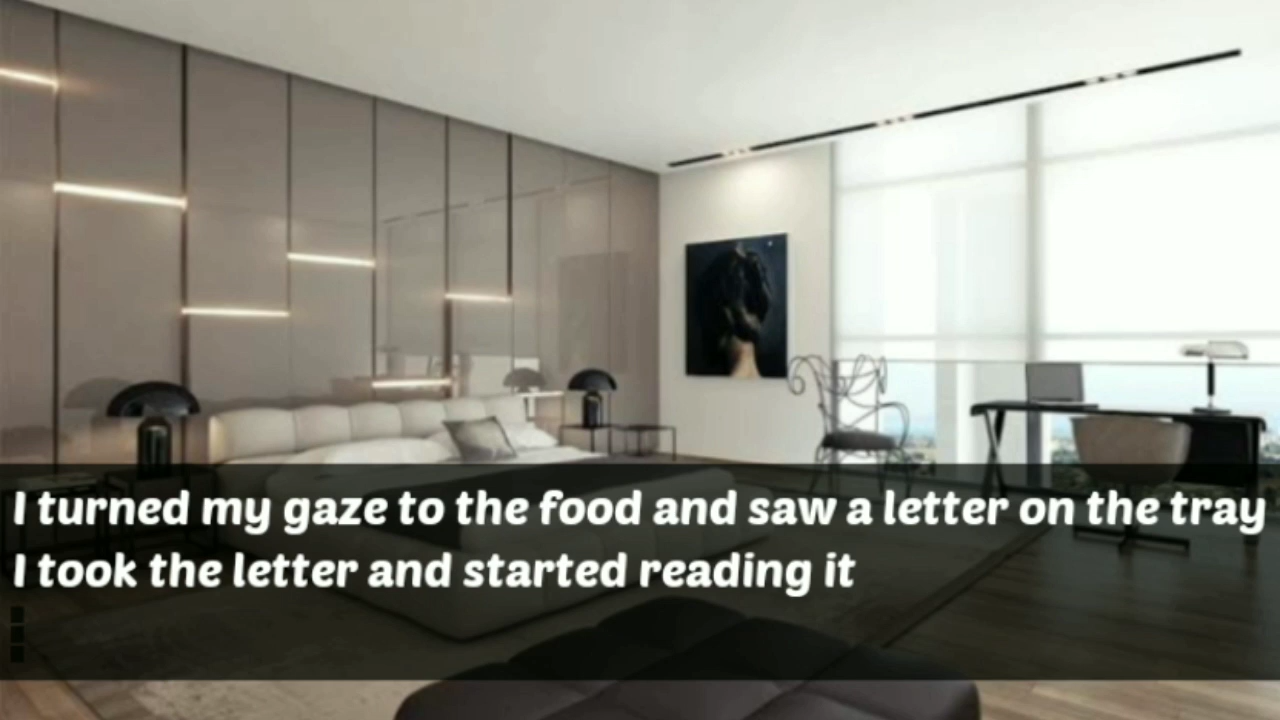 I turned my gaze to the food and saw a letter on the tray
I took the letter and started reading it